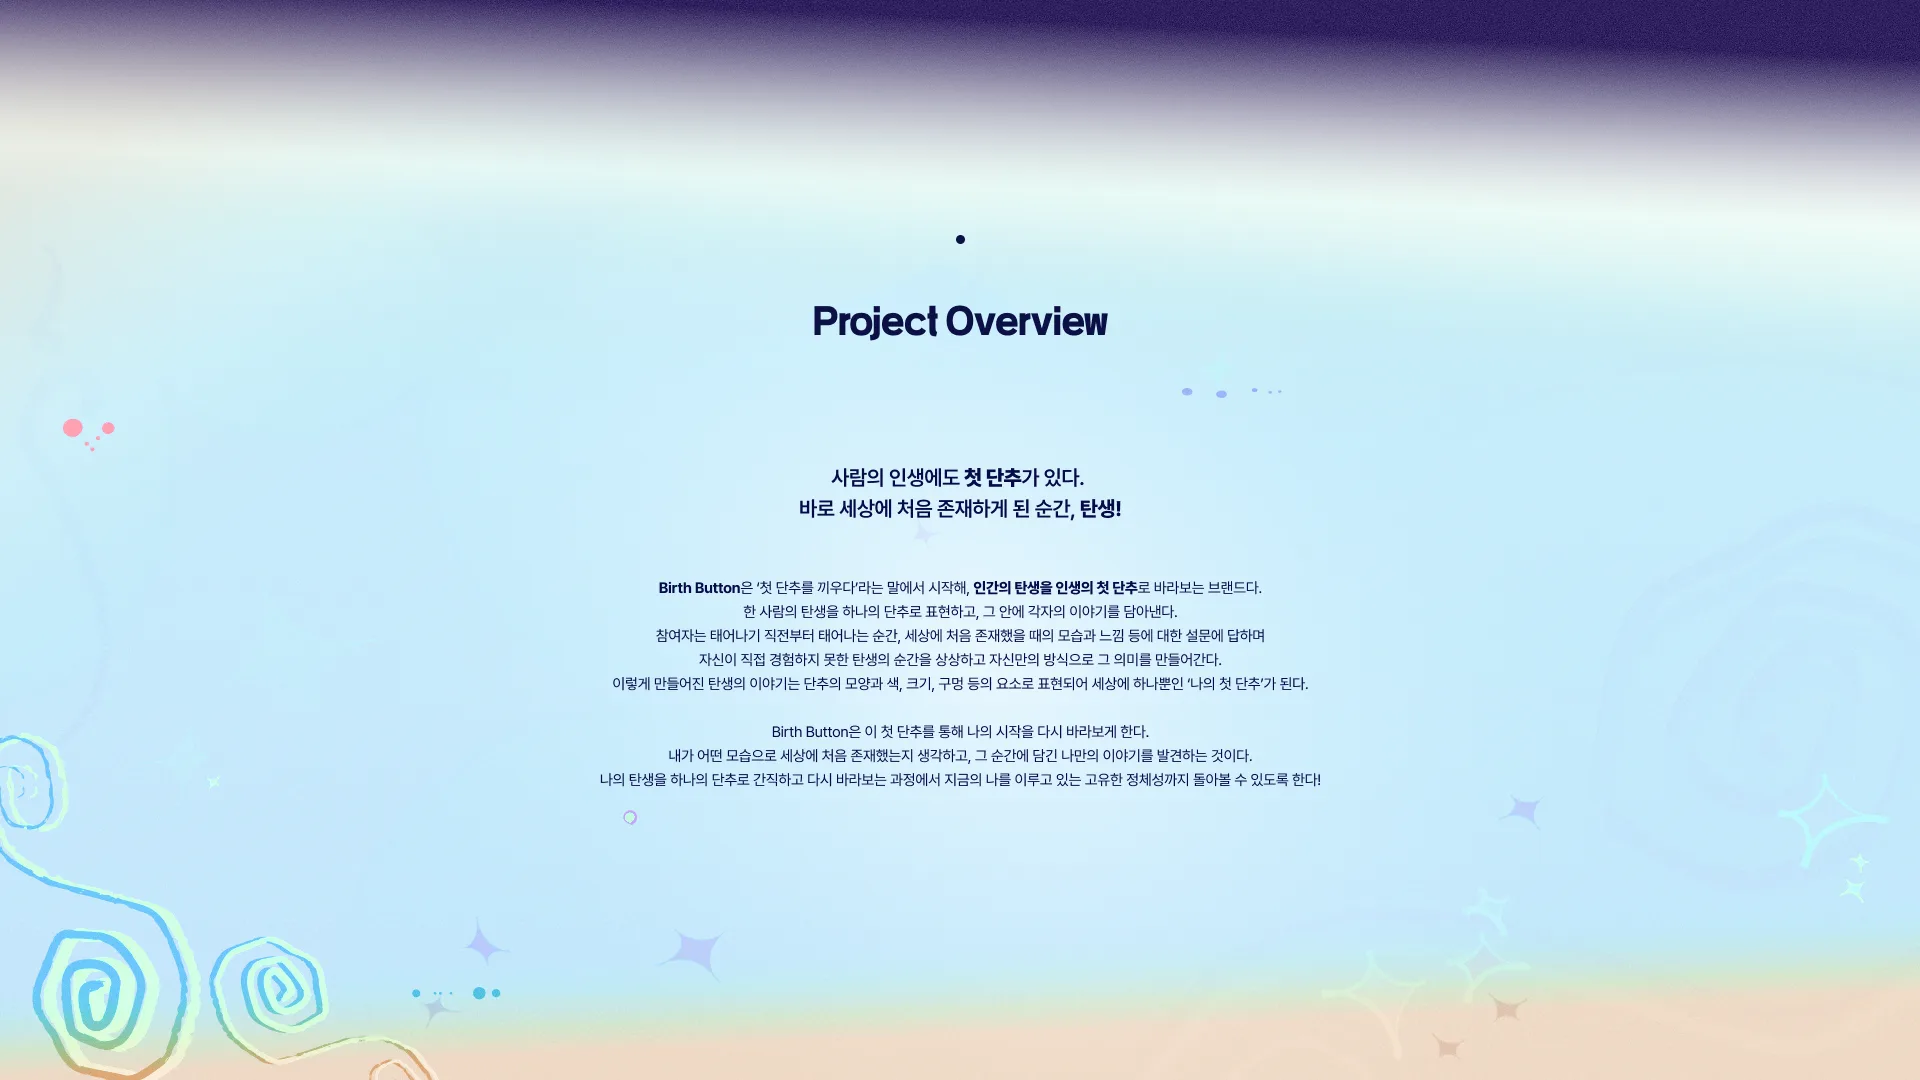 Project Overview
사람의 인생에도 첫 단추가 있다.
바로 세상에 처음 존재하게 된 순간, 탄생!
Birth Button은 ‘첫 단추를 끼우다’라는 말에서 시작해, 인간의 탄생을 인생의 첫 단추로 바라보는 브랜드다.
한 사람의 탄생을 하나의 단추로 표현하고, 그 안에 각자의 이야기를 담아낸다.
참여자는 태어나기 직전부터 태어나는 순간, 세상에 처음 존재했을 때의 모습과 느낌 등에 대한 설문에 답하며
자신이 직접 경험하지 못한 탄생의 순간을 상상하고 자신만의 방식으로 그 의미를 만들어간다.
이렇게 만들어진 탄생의 이야기는 단추의 모양과 색, 크기, 구멍 등의 요소로 표현되어 세상에 하나뿐인 ‘나의 첫 단추’가 된다.
Birth Button은 이 첫 단추를 통해 나의 시작을 다시 바라보게 한다.
내가 어떤 모습으로 세상에 처음 존재했는지 생각하고, 그 순간에 담긴 나만의 이야기를 발견하는 것이다.
나의 탄생을 하나의 단추로 간직하고 다시 바라보는 과정에서 지금의 나를 이루고 있는 고유한 정체성까지 돌아볼 수 있도록 한다!